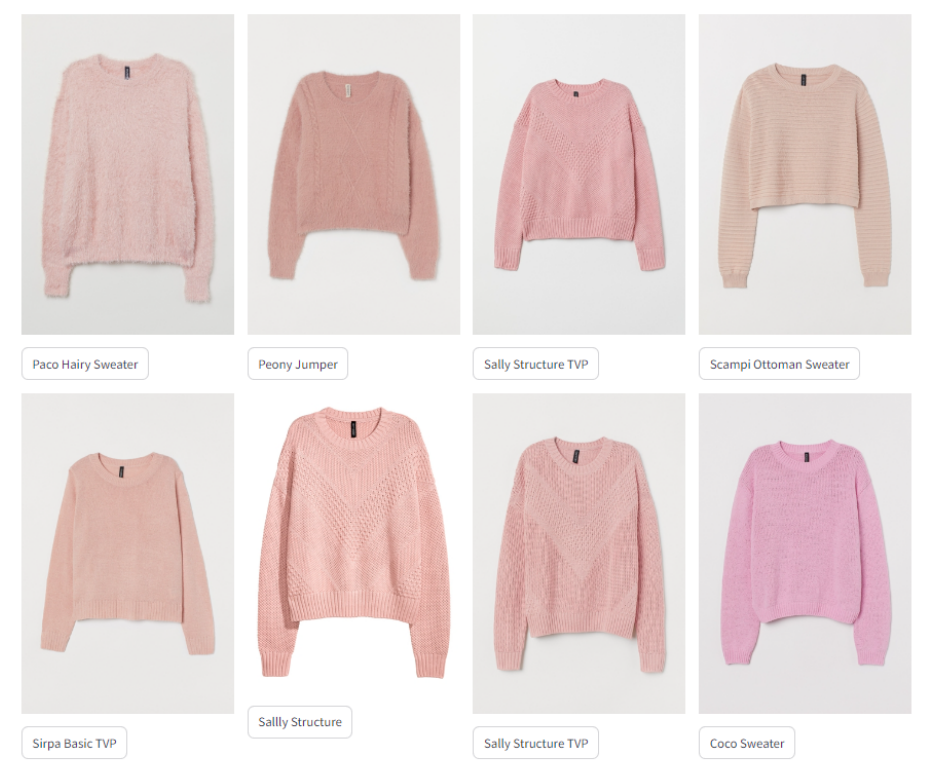 Paco Hairy Sweater
Peony Jumper
Sally Structure TVP
Scampi Ottoman Sweater
Sirpa Basic TVP
Sallly Structure
Sally Structure TVP
Coco Sweater